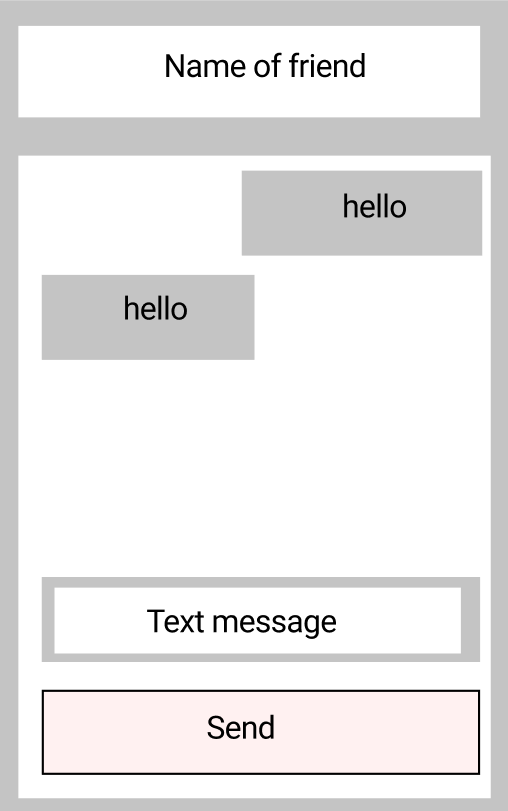 Name of friend
hello
hello
Text message
Send